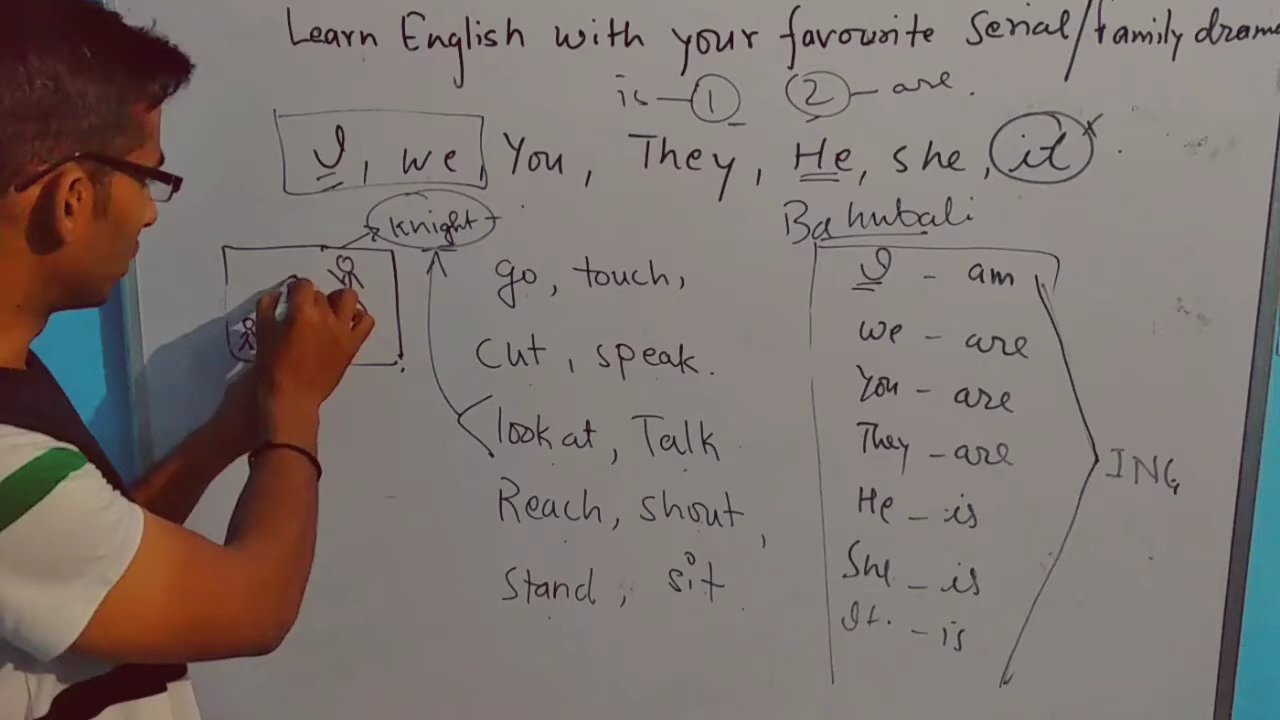 Learn English with your favourite Serial/family drama
is - 1 2 - are.
I, we, You, They, He, she, it
Knight
Bahubali
go, touch,
cut, speak.
look at, Talk
Reach, shout,
Stand, sit
I - am
we - are
You - are
They - are
He - is
She - is
It. - is
ING